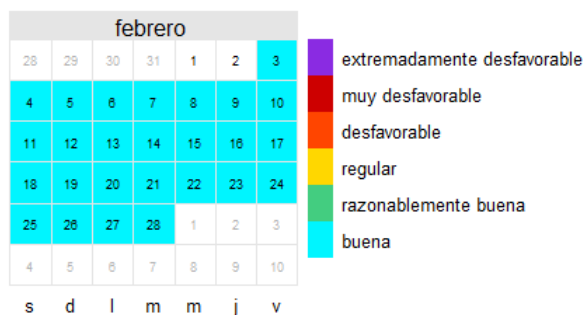 febrero
28 29 30 31 1 2 3
4 5 6 7 8 9 10
11 12 13 14 15 16 17
18 19 20 21 22 23 24
25 26 27 28 1 2 3
4 5 6 7 8 9 10
s d l m m j v
extremadamente desfavorable
muy desfavorable
desfavorable
regular
razonablemente buena
buena